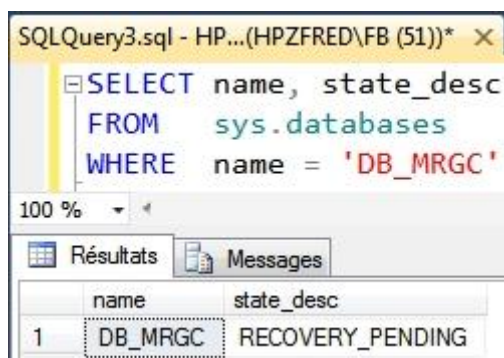 SQLQuery3.sql - HP...(HPZFRED\FB (51))* ×
SELECT name, state_desc
FROM sys.databases
WHERE name = 'DB_MRGC'
100 %
Résultats Messages
name state_desc
1 DB_MRGC RECOVERY_PENDING